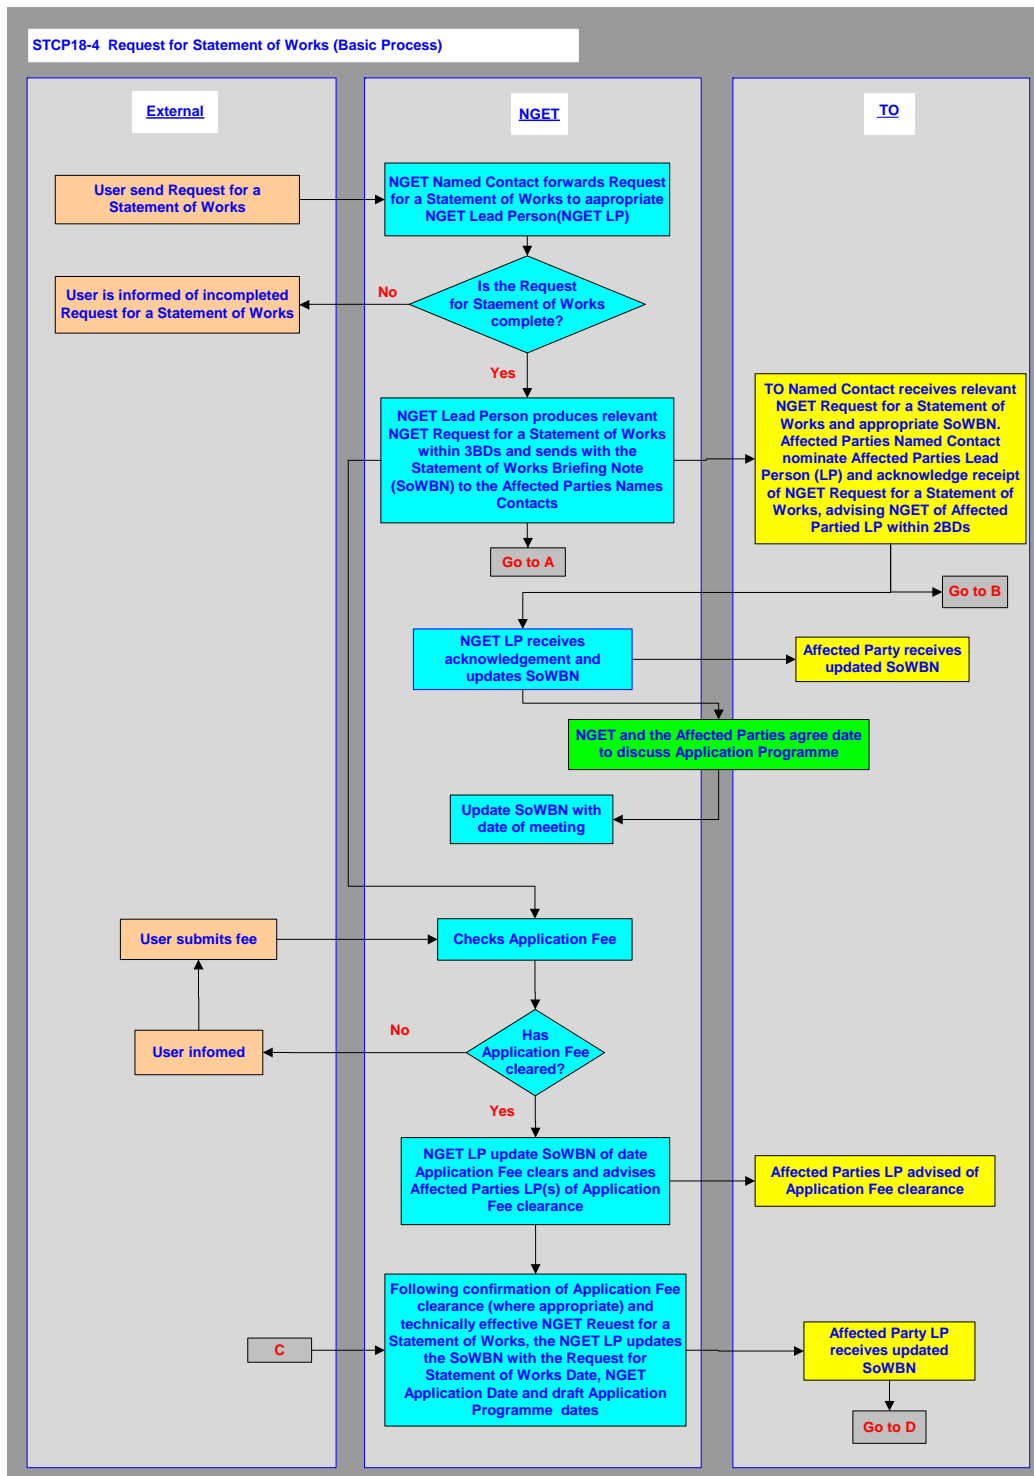 STCP18-4  Request for Statement of Works (Basic Process)
External
NGET
TO
User send Request for a
Statement of Works
NGET Named Contact forwards Request
for a Statement of Works to aapropriate
NGET Lead Person(NGET LP)
User is informed of incompleted
Request for a Statement of Works
No
Is the Request
for Staement of Works
complete?
Yes
NGET Lead Person produces relevant
NGET Request for a Statement of Works
within 3BDs and sends with the
Statement of Works Briefing Note
(SoWBN) to the Affected Parties Names
Contacts
TO Named Contact receives relevant
NGET Request for a Statement of
Works and appropriate SoWBN.
Affected Parties Named Contact
nominate Affected Parties Lead
Person (LP) and acknowledge receipt
of NGET Request for a Statement of
Works, advising NGET of Affected
Partied LP within 2BDs
Go to A
Go to B
NGET LP receives
acknowledgement and
updates SoWBN
Affected Party receives
updated SoWBN
NGET and the Affected Parties agree date
to discuss Application Programme
Update SoWBN with
date of meeting
User submits fee
Checks Application Fee
User infomed
No
Has
Application Fee
cleared?
Yes
NGET LP update SoWBN of date
Application Fee clears and advises
Affected Parties LP(s) of Application
Fee clearance
Affected Parties LP advised of
Application Fee clearance
C
Following confirmation of Application Fee
clearance (where appropriate) and
technically effective NGET Reuest for a
Statement of Works, the NGET LP updates
the SoWBN with the Request for
Statement of Works Date, NGET
Application Date and draft Application
Programme  dates
Affected Party LP
receives updated
SoWBN
Go to D